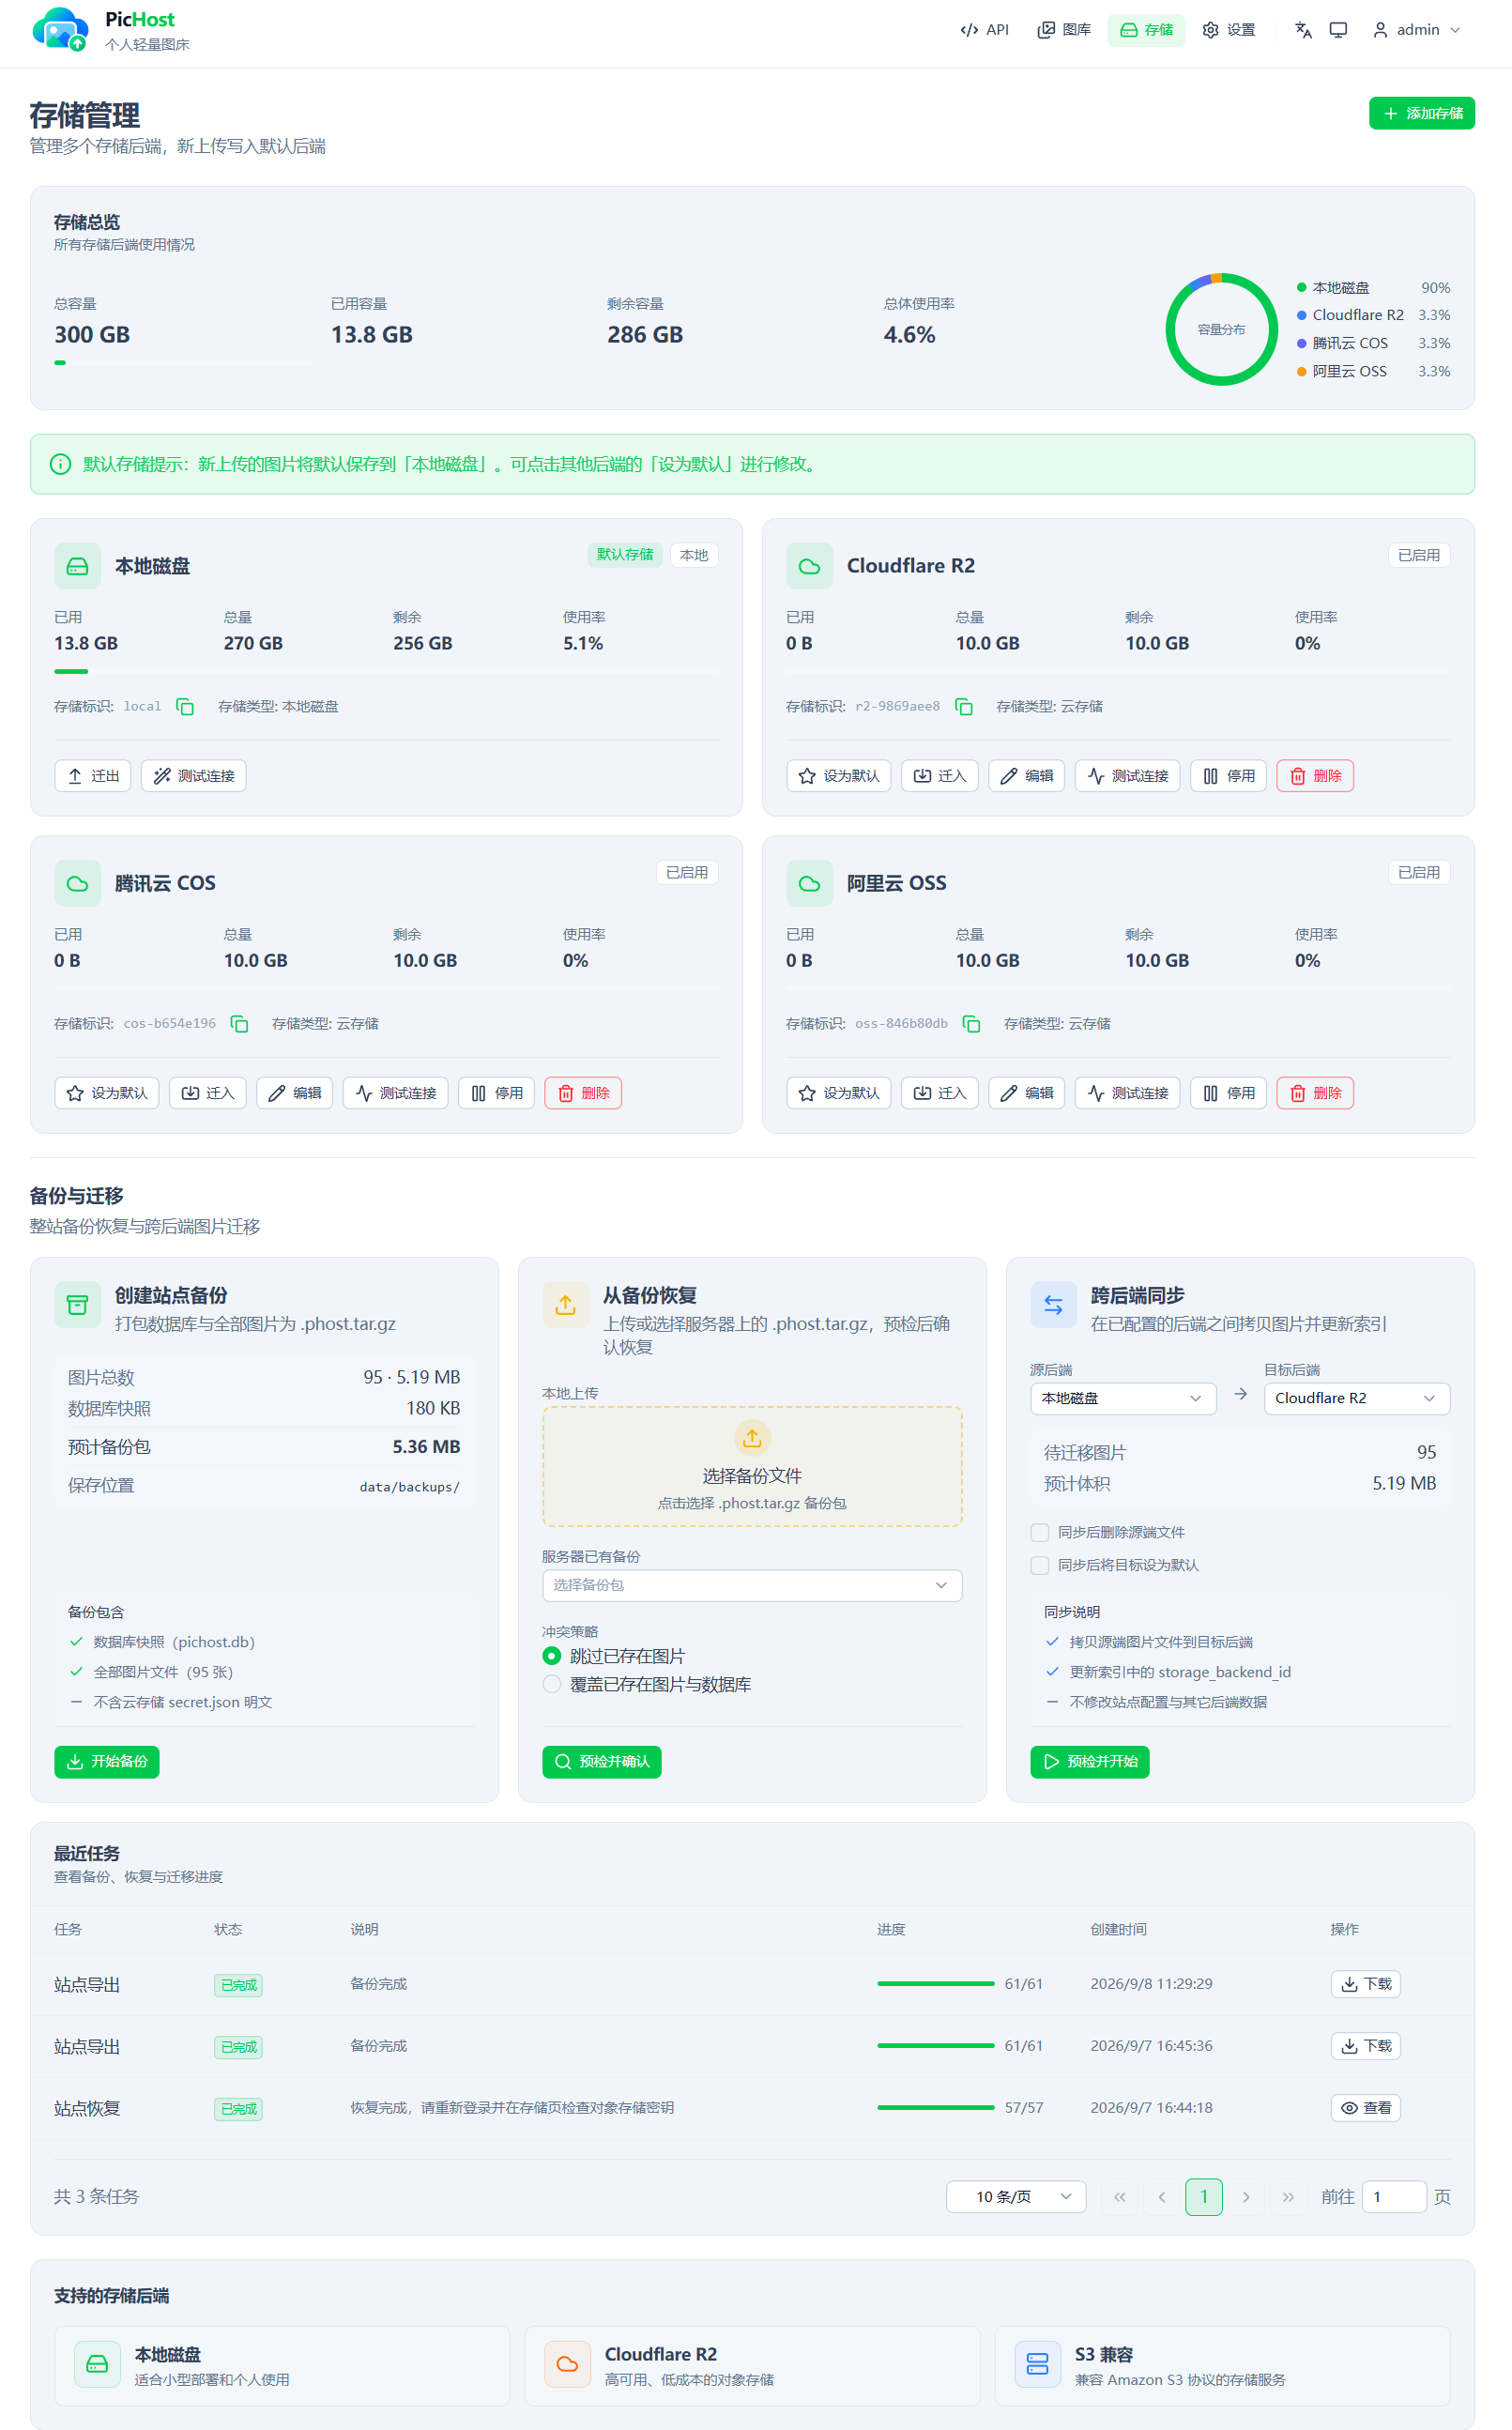 PicHost
个人轻量图床
API
图库
存储
设置
admin
存储管理
管理多个存储后端，新上传写入默认后端
添加存储
存储总览
所有存储后端使用情况
总容量
300 GB
已用容量
13.8 GB
剩余容量
286 GB
总体使用率
4.6%
容量分布
本地磁盘 90%
Cloudflare R2 3.3%
腾讯云 COS 3.3%
阿里云 OSS 3.3%
默认存储提示：新上传的图片将默认保存到「本地磁盘」。可点击其他后端的「设为默认」进行修改。
本地磁盘
默认存储
本地
已用 总量 剩余 使用率
13.8 GB 270 GB 256 GB 5.1%
存储标识: local 存储类型: 本地磁盘
迁出 测试连接
Cloudflare R2
已启用
已用 总量 剩余 使用率
0 B 10.0 GB 10.0 GB 0%
存储标识: r2-9869aee8 存储类型: 云存储
设为默认 迁入 编辑 测试连接 停用 删除
腾讯云 COS
已启用
已用 总量 剩余 使用率
0 B 10.0 GB 10.0 GB 0%
存储标识: cos-b654e196 存储类型: 云存储
设为默认 迁入 编辑 测试连接 停用 删除
阿里云 OSS
已启用
已用 总量 剩余 使用率
0 B 10.0 GB 10.0 GB 0%
存储标识: oss-846b80db 存储类型: 云存储
设为默认 迁入 编辑 测试连接 停用 删除
备份与迁移
整站备份恢复与跨后端图片迁移
创建站点备份
打包数据库与全部图片为 .phost.tar.gz
图片总数 95 · 5.19 MB
数据库快照 180 KB
预计备份包 5.36 MB
保存位置 data/backups/
备份包含
数据库快照（pichost.db）
全部图片文件（95 张）
不含云存储 secret.json 明文
开始备份
从备份恢复
上传或选择服务器上的 .phost.tar.gz，预检后确
认恢复
本地上传
选择备份文件
点击选择 .phost.tar.gz 备份包
服务器已有备份
选择备份包
冲突策略
跳过已存在图片
覆盖已存在图片与数据库
预检并确认
跨后端同步
在已配置的后端之间拷贝图片并更新索引
源后端 目标后端
本地磁盘 Cloudflare R2
待迁移图片 95
预计体积 5.19 MB
同步后删除源端文件
同步后将目标设为默认
同步说明
拷贝源端图片文件到目标后端
更新索引中的 storage_backend_id
不修改站点配置与其它后端数据
预检并开始
最近任务
查看备份、恢复与迁移进度
任务 状态 说明 进度 创建时间 操作
站点导出 已完成 备份完成 61/61 2026/9/8 11:29:29 下载
站点导出 已完成 备份完成 61/61 2026/9/7 16:45:36 下载
站点恢复 已完成 恢复完成，请重新登录并在存储页检查对象存储密钥 57/57 2026/9/7 16:44:18 查看
共 3 条任务 10 条/页 1 前往 1 页
支持的存储后端
本地磁盘
适合小型部署和个人使用
Cloudflare R2
高可用、低成本的对象存储
S3 兼容
兼容 Amazon S3 协议的存储服务